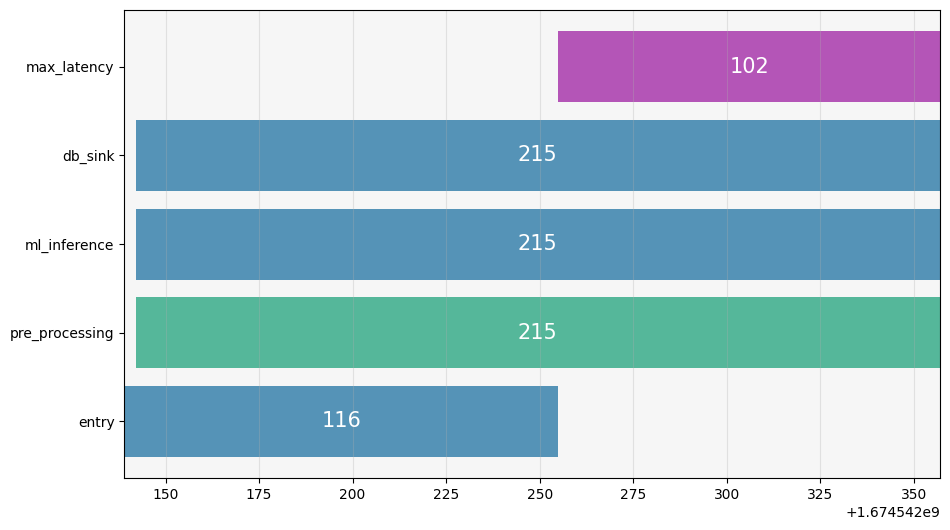 max_latency
102
db_sink
215
ml_inference
215
pre_processing
215
entry
116
150 175 200 225 250 275 300 325 350
+1.674542e9